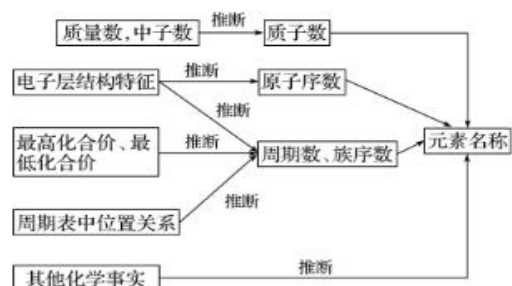 质量数,中子数
推断
质子数
电子层结构特征
推断
原子序数
推断
最高化合价、最
低化合价
推断
周期数、族序数
元素名称
周期表中位置关系
推断
其他化学事实
推断